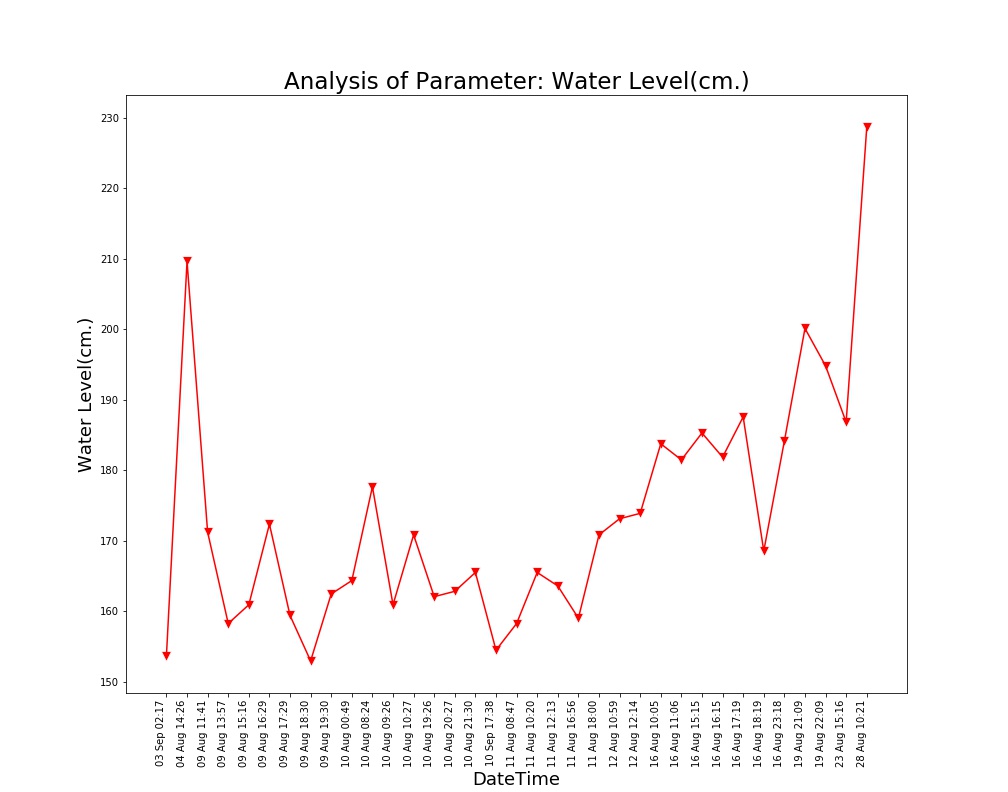 Analysis of Parameter: Water Level(cm.)
Water Level(cm.)
230
220
210
200
190
180
170
160
150
03 Sep 02:17
04 Aug 14:26
09 Aug 11:41
09 Aug 13:57
09 Aug 15:16
09 Aug 16:29
09 Aug 17:29
09 Aug 18:30
09 Aug 19:30
10 Aug 00:49
10 Aug 08:24
10 Aug 09:26
10 Aug 10:27
10 Aug 19:26
10 Aug 20:27
10 Aug 21:30
10 Sep 17:38
11 Aug 08:47
11 Aug 10:20
11 Aug 12:13
11 Aug 16:56
11 Aug 18:00
12 Aug 10:59
12 Aug 12:14
16 Aug 10:05
16 Aug 11:06
16 Aug 15:15
16 Aug 16:15
16 Aug 17:19
16 Aug 18:19
16 Aug 23:18
19 Aug 21:09
19 Aug 22:09
23 Aug 15:16
28 Aug 10:21
DateTime